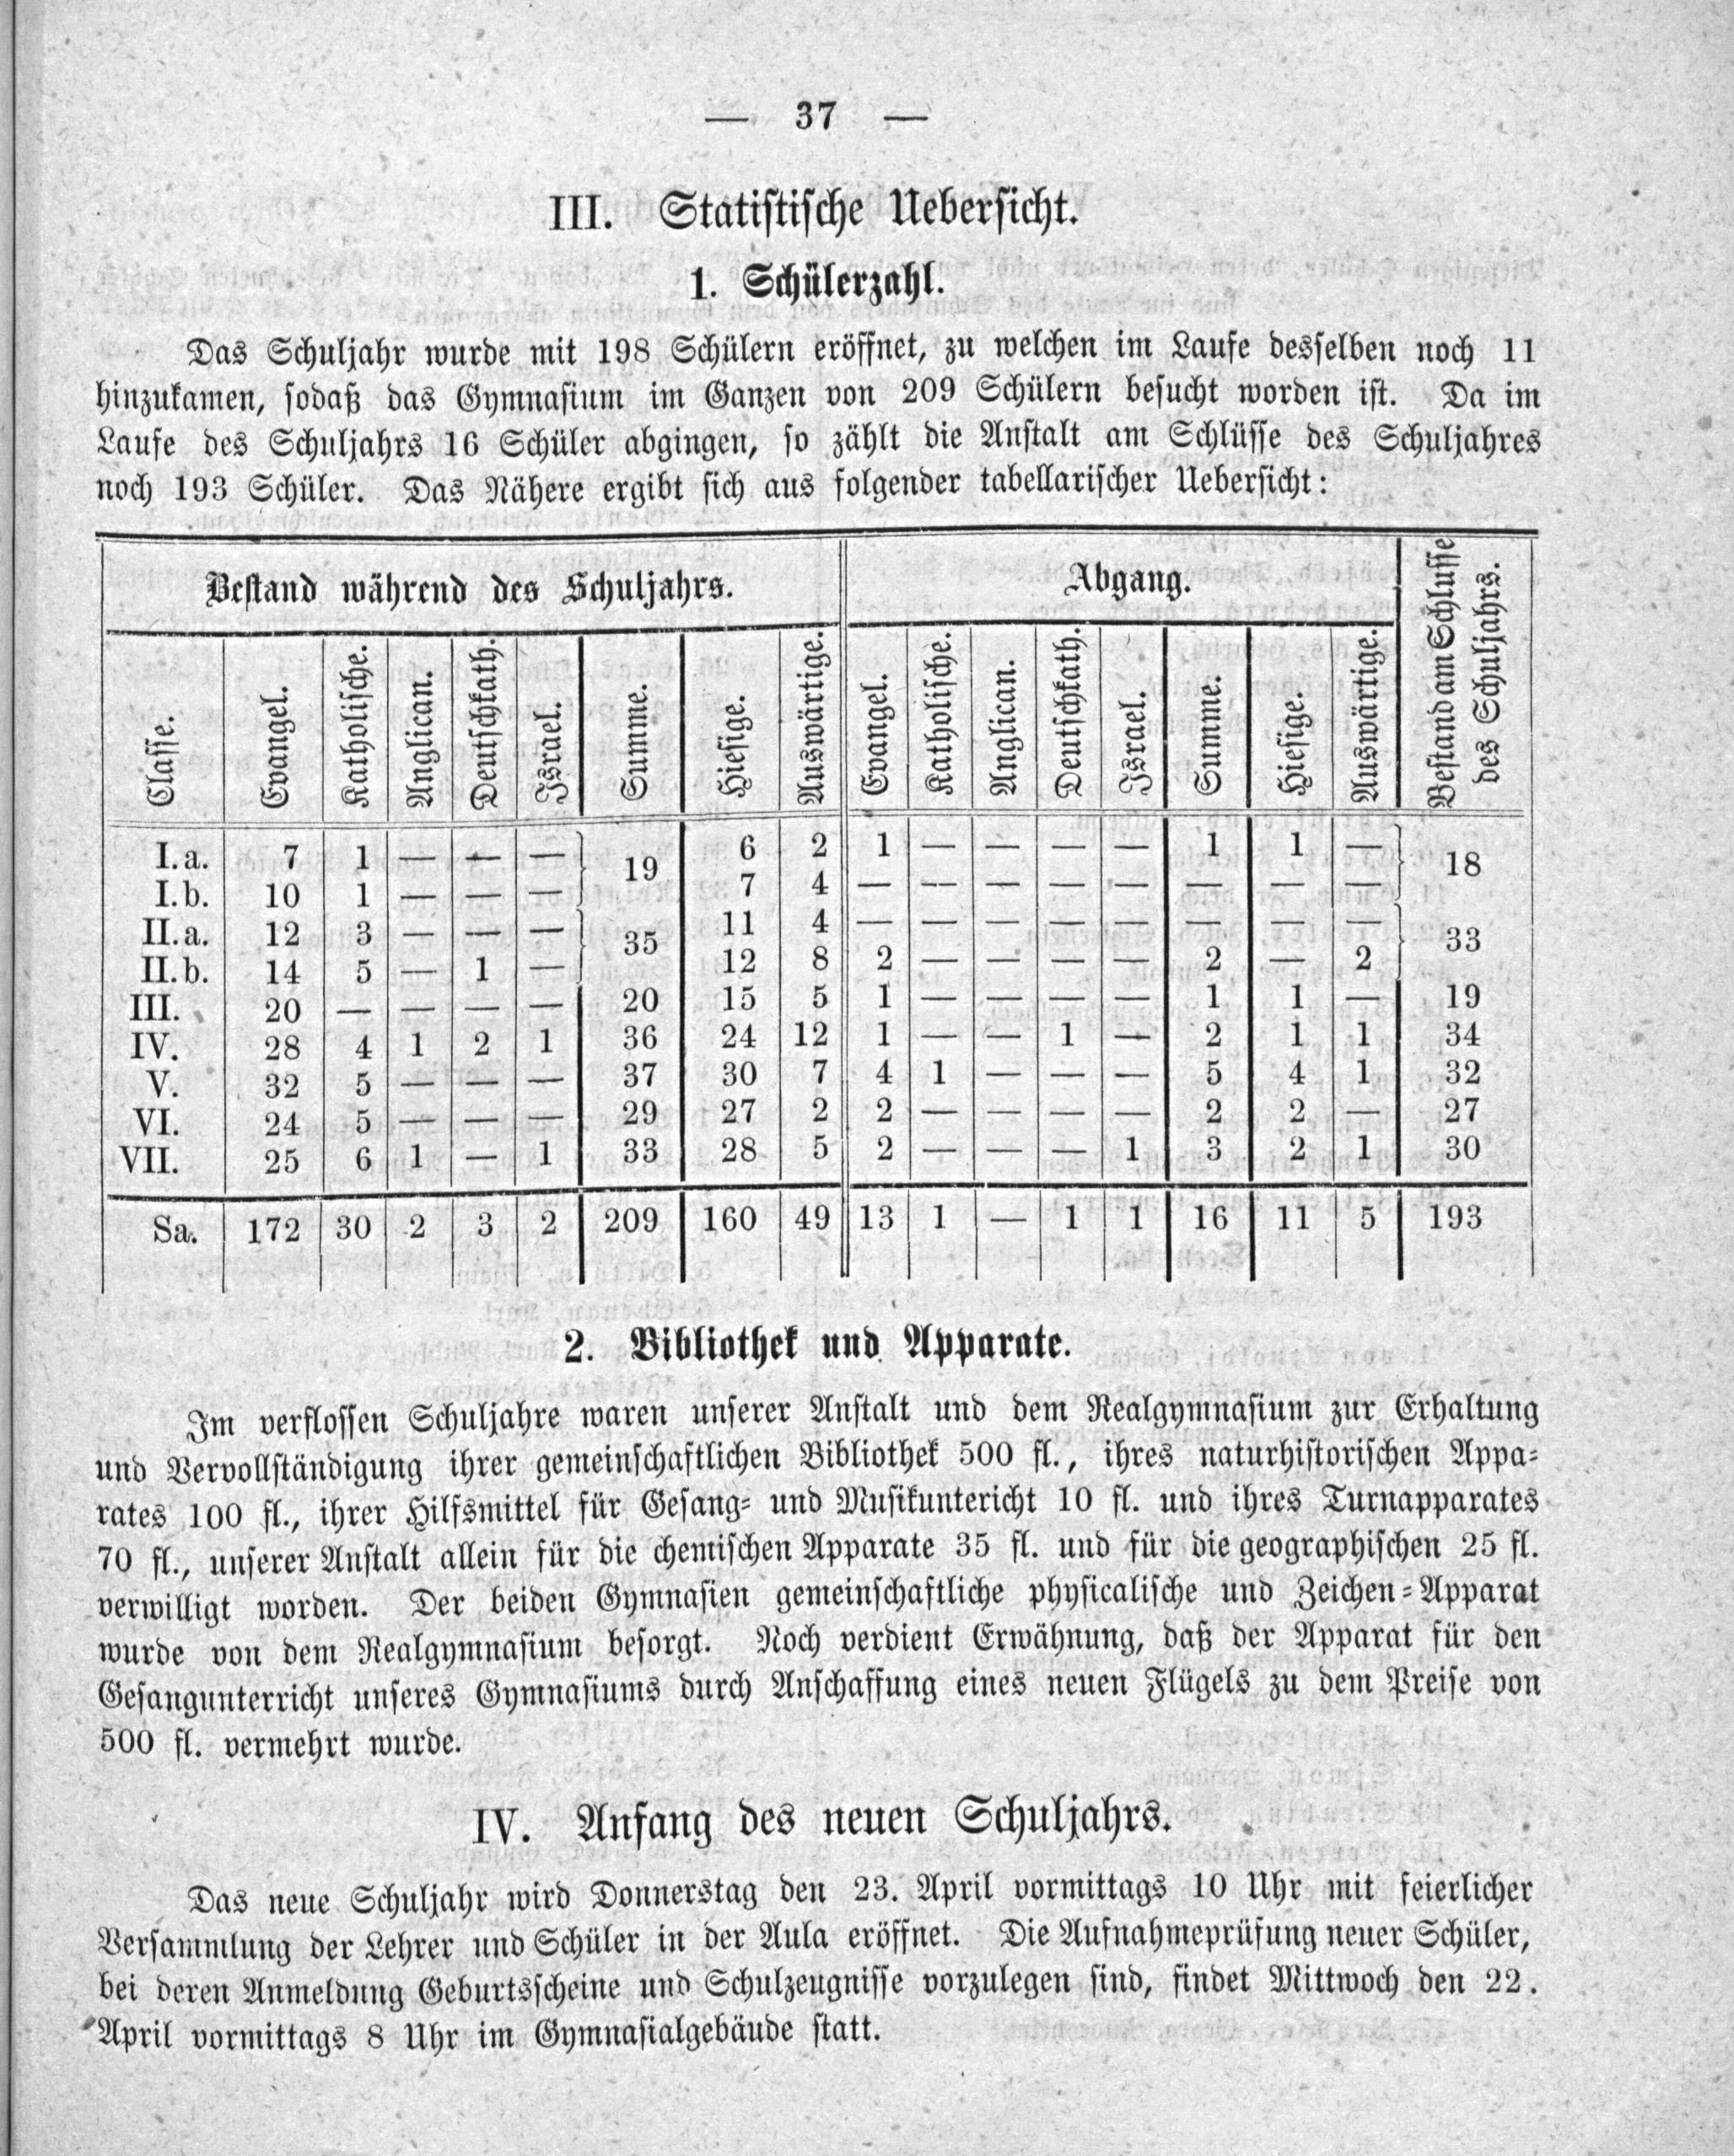 — 37 —
III. Statistische Uebersicht.
1. Schülerzahl.
Das Schuljahr wurde mit 198 Schülern eröffnet, zu welchen im Laufe desselben noch 11
hinzukamen, sodaß das Gymnasium im Ganzen von 209 Schülern besucht worden ist. Da im
Laufe des Schuljahrs 16 Schüler abgingen, so zählt die Anstalt am Schlüsse des Schuljahres
noch 193 Schüler. Das Nähere ergibt sich aus folgender tabellarischer Uebersicht:
Bestand während des Schuljahrs. Abgang. Bestand am Schlusse des Schuljahrs.
Classe. Evangel. Katholische. Anglican. Deutschkath. Israel. Summe. Hiesige. Auswärtige. Evangel. Katholische. Anglican. Deutschkath. Israel. Summe. Hiesige. Auswärtige.
I.a. 7 1 — — — 19 6 2 1 — — — — 1 1 — 18
I.b. 10 1 — — — 7 4 — — — — — — — —
II.a. 12 3 — — — 35 11 4 — — — — — — — — 33
II.b. 14 5 — 1 — 12 8 2 — — — — 2 — 2
III. 20 — — — — 20 15 5 1 — — — — 1 1 — 19
IV. 28 4 1 2 1 36 24 12 1 — — 1 — 2 1 1 34
V. 32 5 — — — 37 30 7 4 1 — — — 5 4 1 32
VI. 24 5 — — — 29 27 2 2 — — — — 2 2 — 27
VII. 25 6 1 — 1 33 28 5 2 — — — 1 3 2 1 30
Sa. 172 30 2 3 2 209 160 49 13 1 — 1 1 16 11 5 193
2. Bibliothek und Apparate.
Im verflossen Schuljahre waren unserer Anstalt und dem Realgymnasium zur Erhaltung
und Vervollständigung ihrer gemeinschaftlichen Bibliothek 500 fl., ihres naturhistorischen Appa-
rates 100 fl., ihrer Hilfsmittel für Gesang- und Musikuntericht 10 fl. und ihres Turnapparates
70 fl., unserer Anstalt allein für die chemischen Apparate 35 fl. und für die geographischen 25 fl.
verwilligt worden. Der beiden Gymnasien gemeinschaftliche physicalische und Zeichen-Apparat
wurde von dem Realgymnasium besorgt. Noch verdient Erwähnung, daß der Apparat für den
Gesangunterricht unseres Gymnasiums durch Anschaffung eines neuen Flügels zu dem Preise von
500 fl. vermehrt wurde.
IV. Anfang des neuen Schuljahrs.
Das neue Schuljahr wird Donnerstag den 23. April vormittags 10 Uhr mit feierlicher
Versammlung der Lehrer und Schüler in der Aula eröffnet. Die Aufnahmeprüfung neuer Schüler,
bei deren Anmeldung Geburtsscheine und Schulzeugnisse vorzulegen sind, findet Mittwoch den 22.
April vormittags 8 Uhr im Gymnasialgebäude statt.